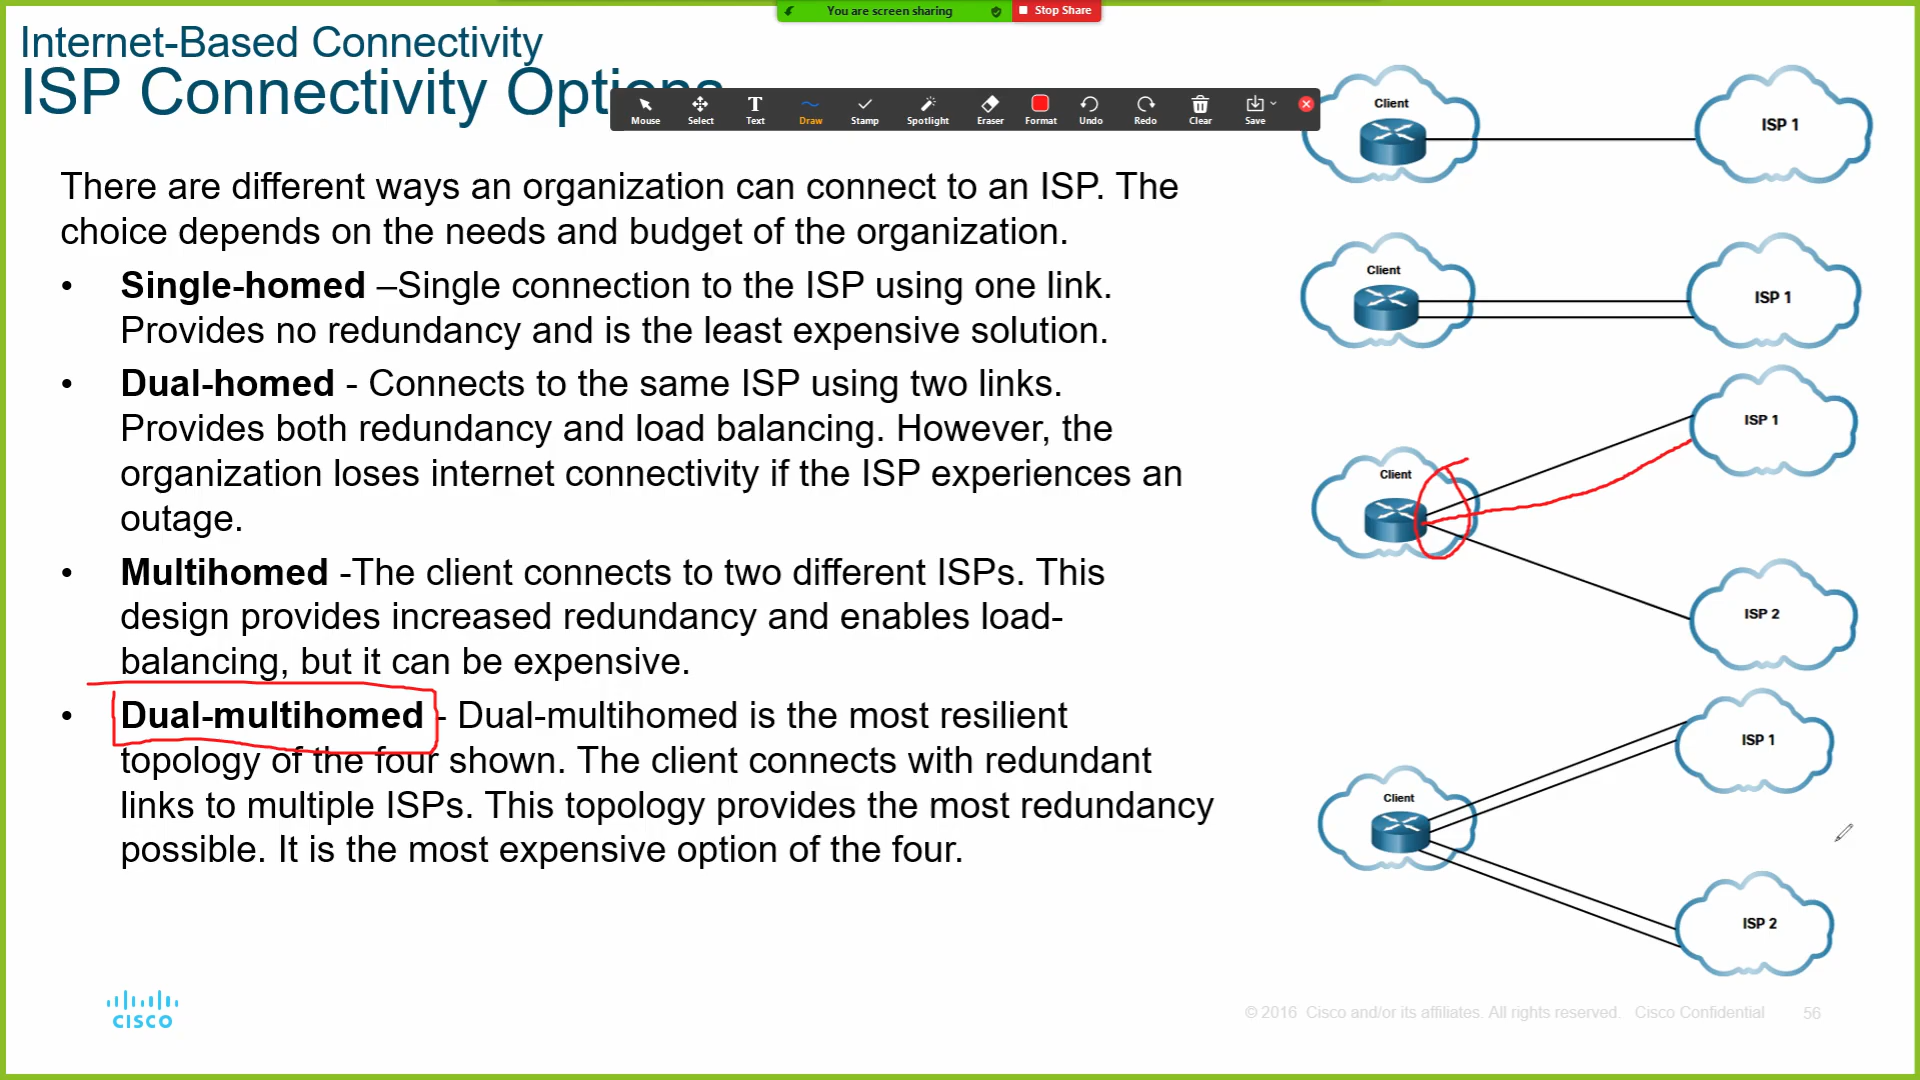 You are screen sharing
Stop Share
Internet-Based Connectivity
ISP Connectivity Options
Mouse
Select
Text
Draw
Stamp
Spotlight
Eraser
Format
Undo
Redo
Clear
Save
There are different ways an organization can connect to an ISP. The
choice depends on the needs and budget of the organization.
• Single-homed –Single connection to the ISP using one link.
Provides no redundancy and is the least expensive solution.
• Dual-homed - Connects to the same ISP using two links.
Provides both redundancy and load balancing. However, the
organization loses internet connectivity if the ISP experiences an
outage.
• Multihomed -The client connects to two different ISPs. This
design provides increased redundancy and enables load-
balancing, but it can be expensive.
• Dual-multihomed - Dual-multihomed is the most resilient
topology of the four shown. The client connects with redundant
links to multiple ISPs. This topology provides the most redundancy
possible. It is the most expensive option of the four.
Client
ISP 1
Client
ISP 1
ISP 1
Client
ISP 2
ISP 1
Client
ISP 2
CISCO
© 2016 Cisco and/or its affiliates. All rights reserved. Cisco Confidential
56